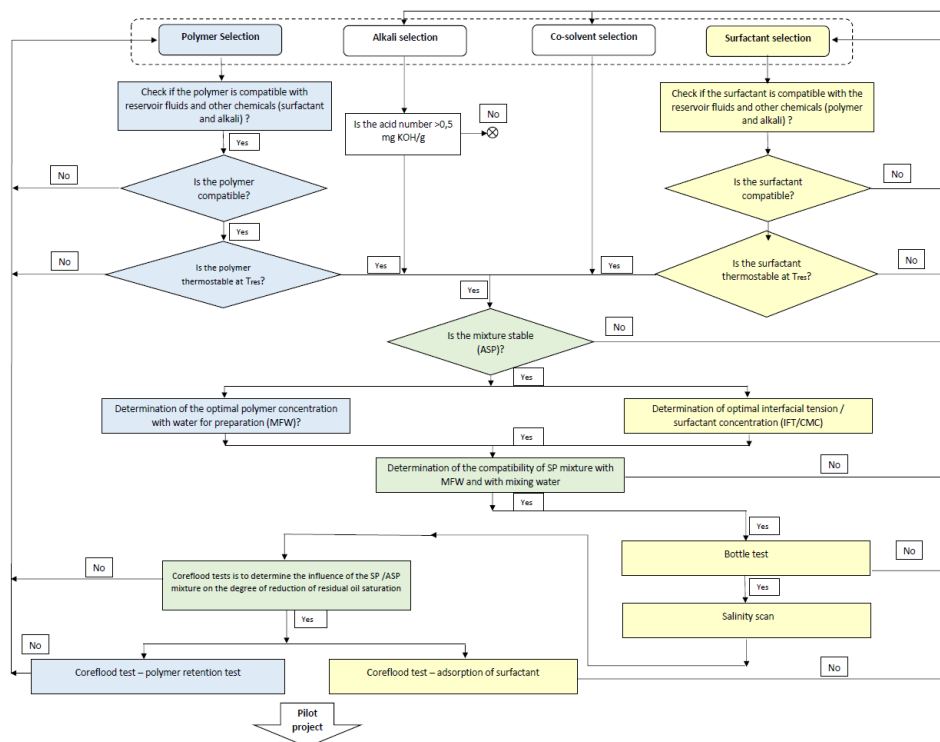 Polymer Selection
Alkali selection
Co-solvent selection
Surfactant selection
Check if the polymer is compatible with
reservoir fluids and other chemicals (surfactant
and alkali) ?
Is the acid number >0,5
mg KOH/g
No
Check if the surfactant is compatible with the
reservoir fluids and other chemicals (polymer
and alkali) ?
Yes
No
Is the polymer
compatible?
Is the surfactant
compatible?
No
Yes
No
Is the polymer
thermostable at Tres?
Yes
Yes
Is the surfactant
thermostable at Tres?
No
Yes
Is the mixture stable
(ASP)?
No
Yes
Determination of the optimal polymer concentration
with water for preparation (MFW)?
Determination of optimal interfacial tension /
surfactant concentration (IFT/CMC)
Yes
Determination of the compatibility of SP mixture with
MFW and with mixing water
No
Yes
Yes
Bottle test
No
No
Coreflood tests is to determine the influence of the SP /ASP
mixture on the degree of reduction of residual oil saturation
Yes
Salinity scan
Yes
No
Coreflood test – polymer retention test
Coreflood test – adsorption of surfactant
No
Pilot
project